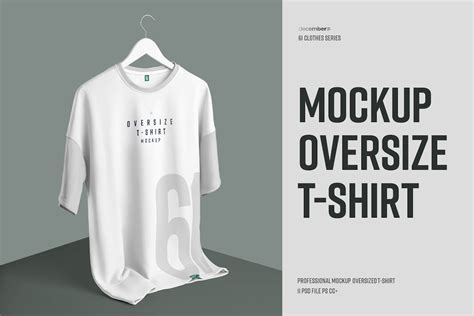 OVERSIZE
T-SHIRT
MOCKUP
61
december®
61 CLOTHES SERIES
MOCKUP
OVERSIZE
T-SHIRT
PROFESSIONAL MOCKUP OVERSIZED T-SHIRT
11 PSD FILE PS CC+